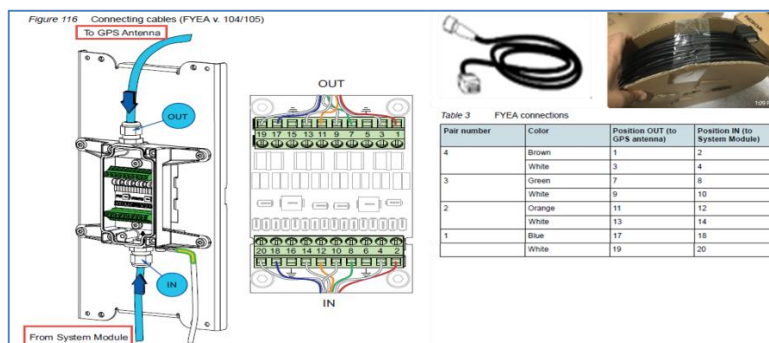 Figure 116 Connecting cables (FYEA v. 104/105)
To GPS Antenna
OUT
IN
From System Module
OUT
19 17 15 13 11 9 7 5 3 1
20 18 16 14 12 10 8 6 4 2
IN
Table 3 FYEA connections
Pair number Color Position OUT (to GPS antenna) Position IN (to System Module)
4 Brown 1 2
White 3 4
3 Green 7 8
White 9 10
2 Orange 11 12
White 13 14
1 Blue 17 18
White 19 20